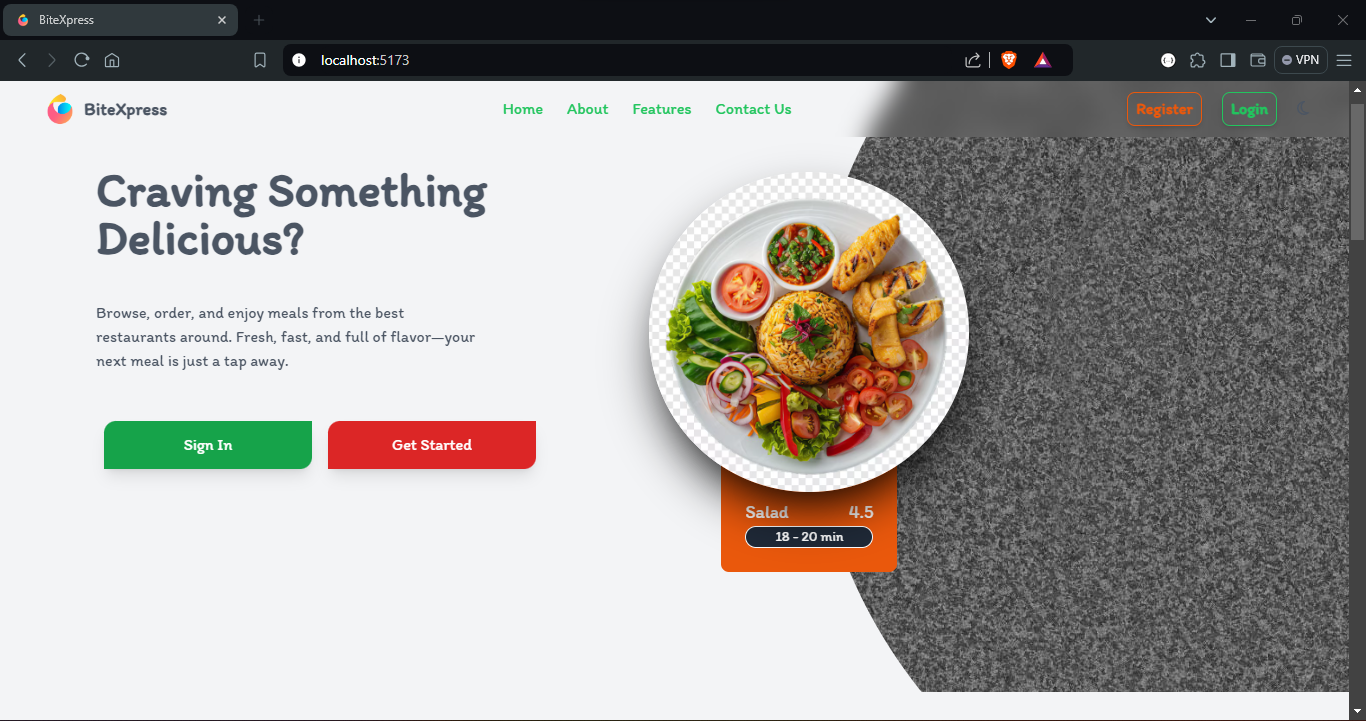 BiteXpress
localhost:5173
VPN
BiteXpress
Home About Features Contact Us
Register Login
Craving Something
Delicious?
Browse, order, and enjoy meals from the best
restaurants around. Fresh, fast, and full of flavor—your
next meal is just a tap away.
Sign In
Get Started
Salad 4.5
18 - 20 min